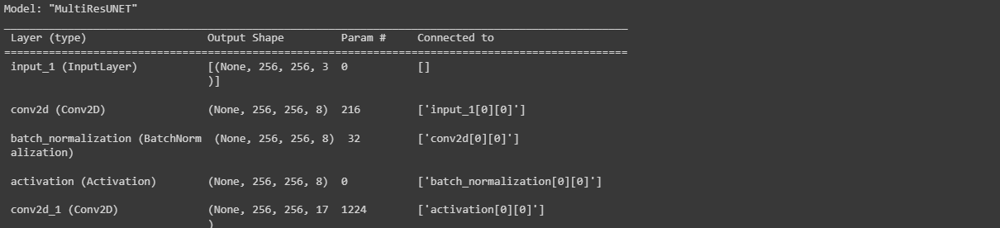 Model: "MultiResUNET"
__________________________________________________________________________________________________
Layer (type) Output Shape Param # Connected to
==================================================================================================
input_1 (InputLayer) [(None, 256, 256, 3 0 []
)]
conv2d (Conv2D) (None, 256, 256, 8) 216 ['input_1[0][0]']
batch_normalization (BatchNorm (None, 256, 256, 8) 32 ['conv2d[0][0]']
alization)
activation (Activation) (None, 256, 256, 8) 0 ['batch_normalization[0][0]']
conv2d_1 (Conv2D) (None, 256, 256, 17 1224 ['activation[0][0]']
)